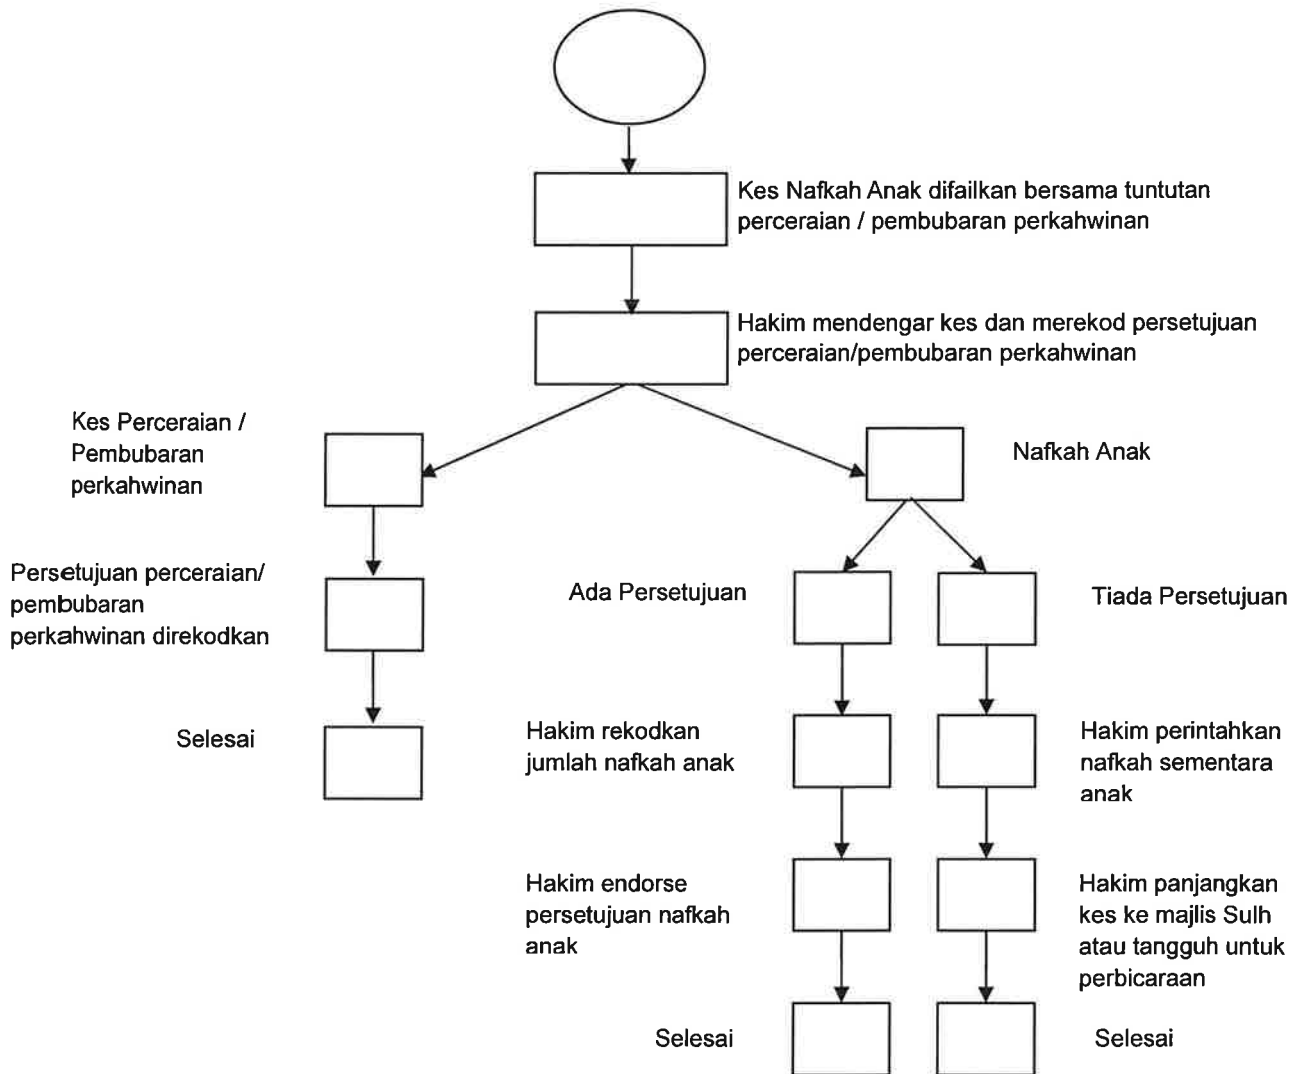 Kes Nafkah Anak difailkan bersama tuntutan
perceraian / pembubaran perkahwinan
Hakim mendengar kes dan merekod persetujuan
perceraian/pembubaran perkahwinan
Kes Perceraian /
Pembubaran
perkahwinan
Nafkah Anak
Persetujuan perceraian/
pembubaran
perkahwinan direkodkan
Ada Persetujuan
Tiada Persetujuan
Selesai
Hakim rekodkan
jumlah nafkah anak
Hakim perintahkan
nafkah sementara
anak
Hakim endorse
persetujuan nafkah
anak
Hakim panjangkan
kes ke majlis Sulh
atau tangguh untuk
perbicaraan
Selesai
Selesai